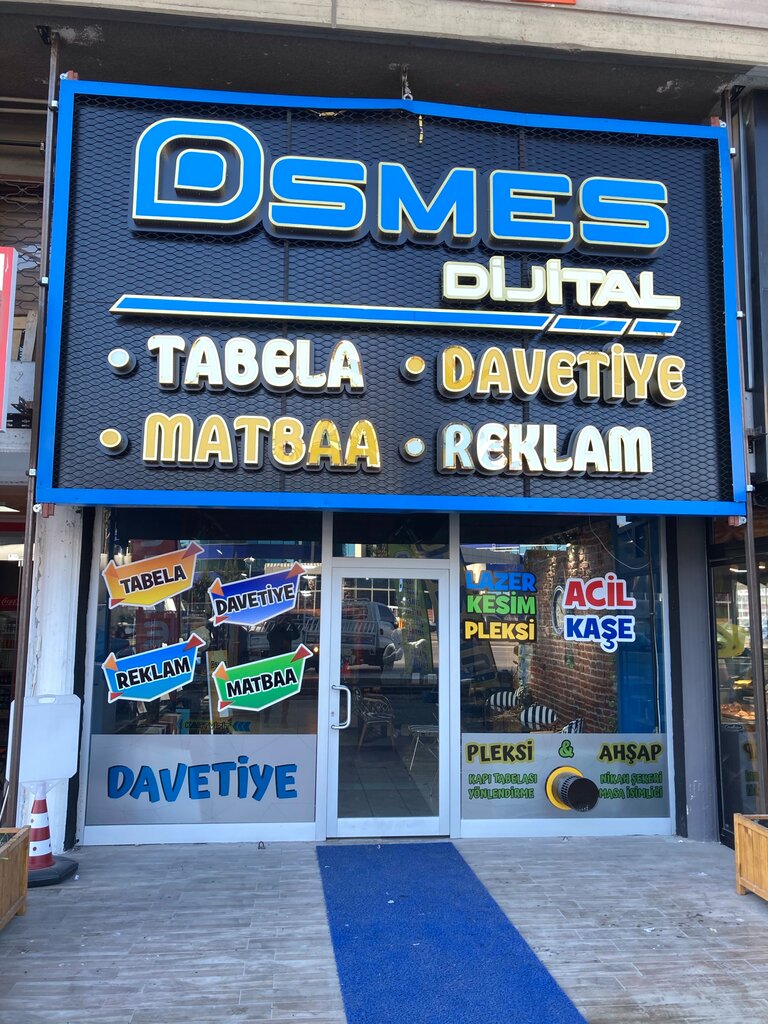 OSMES
DİJİTAL
• TABELA • DAVETİYE
• MATBAA • REKLAM
TABELA
DAVETİYE
REKLAM
MATBAA
LAZER
KESİM
PLEKSİ
ACİL
KAŞE
DAVETİYE
PLEKSİ & AHŞAP
KAPI TABELASI
YÖNLENDİRME
NİKAH ŞEKERİ
MASA İSİMLİĞİ